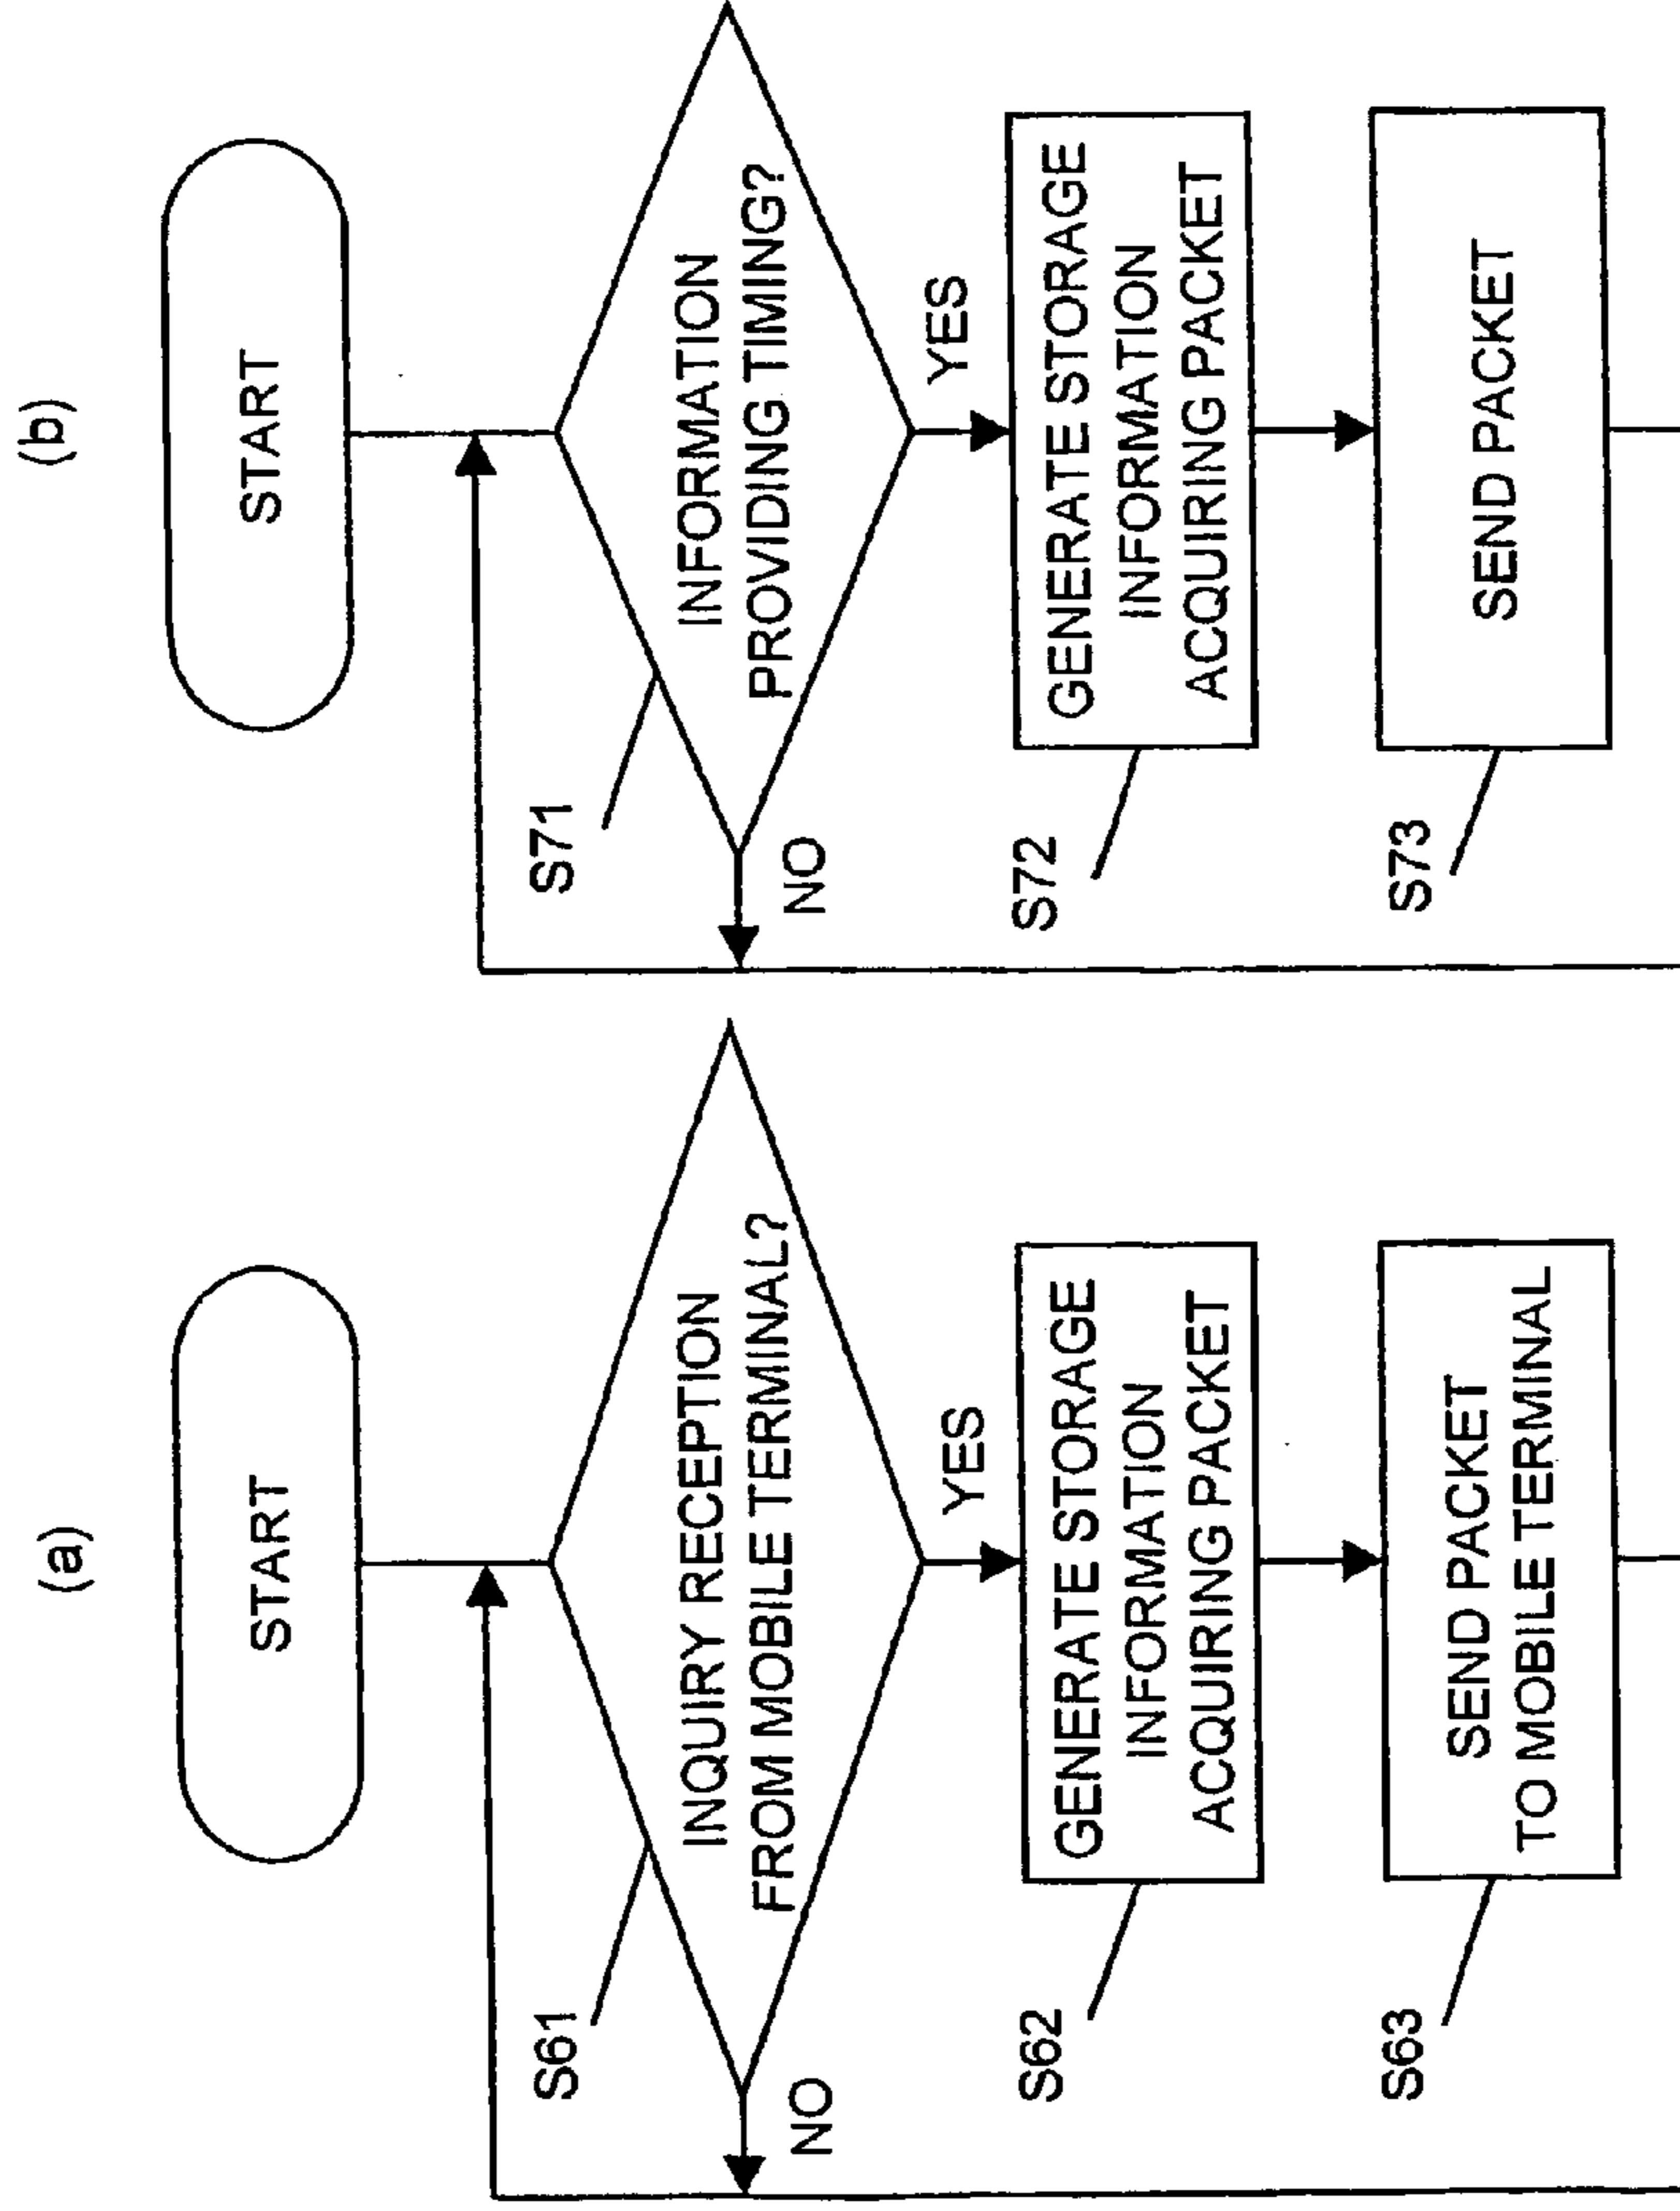 (a)
START
S61
INQUIRY RECEPTION
FROM MOBILE TERMINAL?
NO
YES
S62
GENERATE STORAGE
INFORMATION
ACQUIRING PACKET
S63
SEND PACKET
TO MOBILE TERMINAL
(b)
START
S71
INFORMATION
PROVIDING TIMING?
NO
YES
S72
GENERATE STORAGE
INFORMATION
ACQUIRING PACKET
S73
SEND PACKET